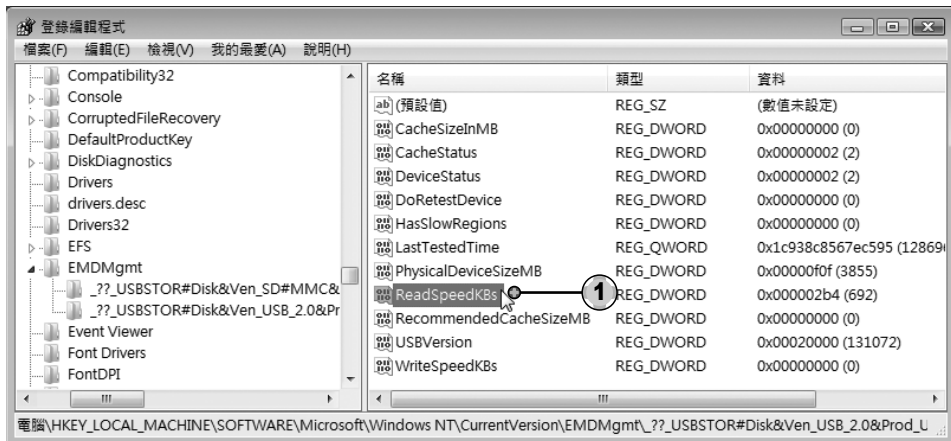 登錄編輯程式
檔案(F) 編輯(E) 檢視(V) 我的最愛(A) 說明(H)
Compatibility32
Console
CorruptedFileRecovery
DefaultProductKey
DiskDiagnostics
Drivers
drivers.desc
Drivers32
EFS
EMDMgmt
_??_USBSTOR#Disk&Ven_SD#MMC&
_??_USBSTOR#Disk&Ven_USB_2.0&Pr
Event Viewer
Font Drivers
FontDPI
名稱 類型 資料
(預設值) REG_SZ (數值未設定)
CacheSizeInMB REG_DWORD 0x00000000 (0)
CacheStatus REG_DWORD 0x00000002 (2)
DeviceStatus REG_DWORD 0x00000002 (2)
DoRetestDevice REG_DWORD 0x00000000 (0)
HasSlowRegions REG_DWORD 0x00000000 (0)
LastTestedTime REG_QWORD 0x1c938c8567ec595 (128696
PhysicalDeviceSizeMB REG_DWORD 0x00000f0f (3855)
ReadSpeedKBs 1 REG_DWORD 0x000002b4 (692)
RecommendedCacheSizeMB REG_DWORD 0x00000000 (0)
USBVersion REG_DWORD 0x00020000 (131072)
WriteSpeedKBs REG_DWORD 0x00000000 (0)
電腦\HKEY_LOCAL_MACHINE\SOFTWARE\Microsoft\Windows NT\CurrentVersion\EMDMgmt\_??_USBSTOR#Disk&Ven_USB_2.0&Prod_U